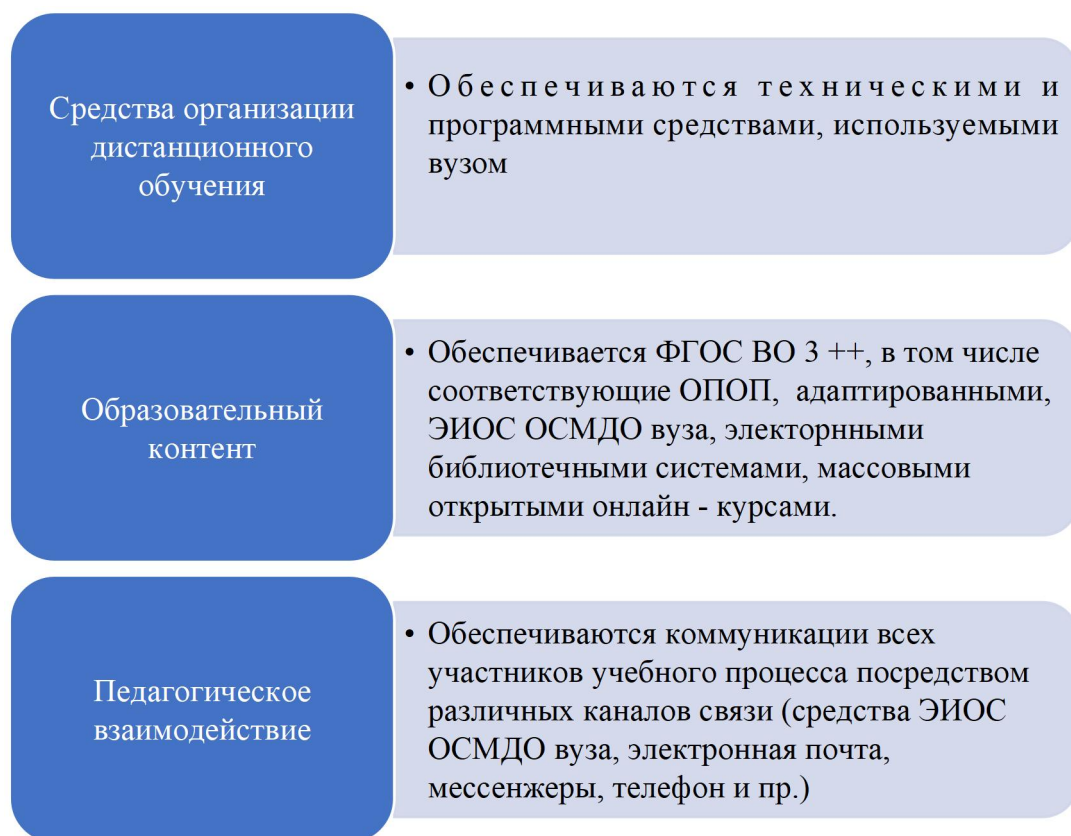 Средства организации
дистанционного
обучения
• Обеспечиваются техническими и
программными средствами, используемыми
вузом
Образовательный
контент
• Обеспечивается ФГОС ВО 3 ++, в том числе
соответствующие ОПОП, адаптированными,
ЭИОС ОСМДО вуза, электорнными
библиотечными системами, массовыми
открытыми онлайн - курсами.
Педагогическое
взаимодействие
• Обеспечиваются коммуникации всех
участников учебного процесса посредством
различных каналов связи (средства ЭИОС
ОСМДО вуза, электронная почта,
мессенжеры, телефон и пр.)